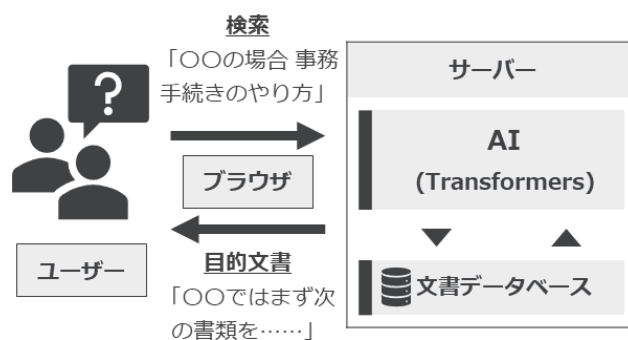 検索
「〇〇の場合 事務
手続きのやり方」
ブラウザ
目的文書
「〇〇ではまず次
の書類を……」
?
ユーザー
サーバー
AI
(Transformers)
文書データベース